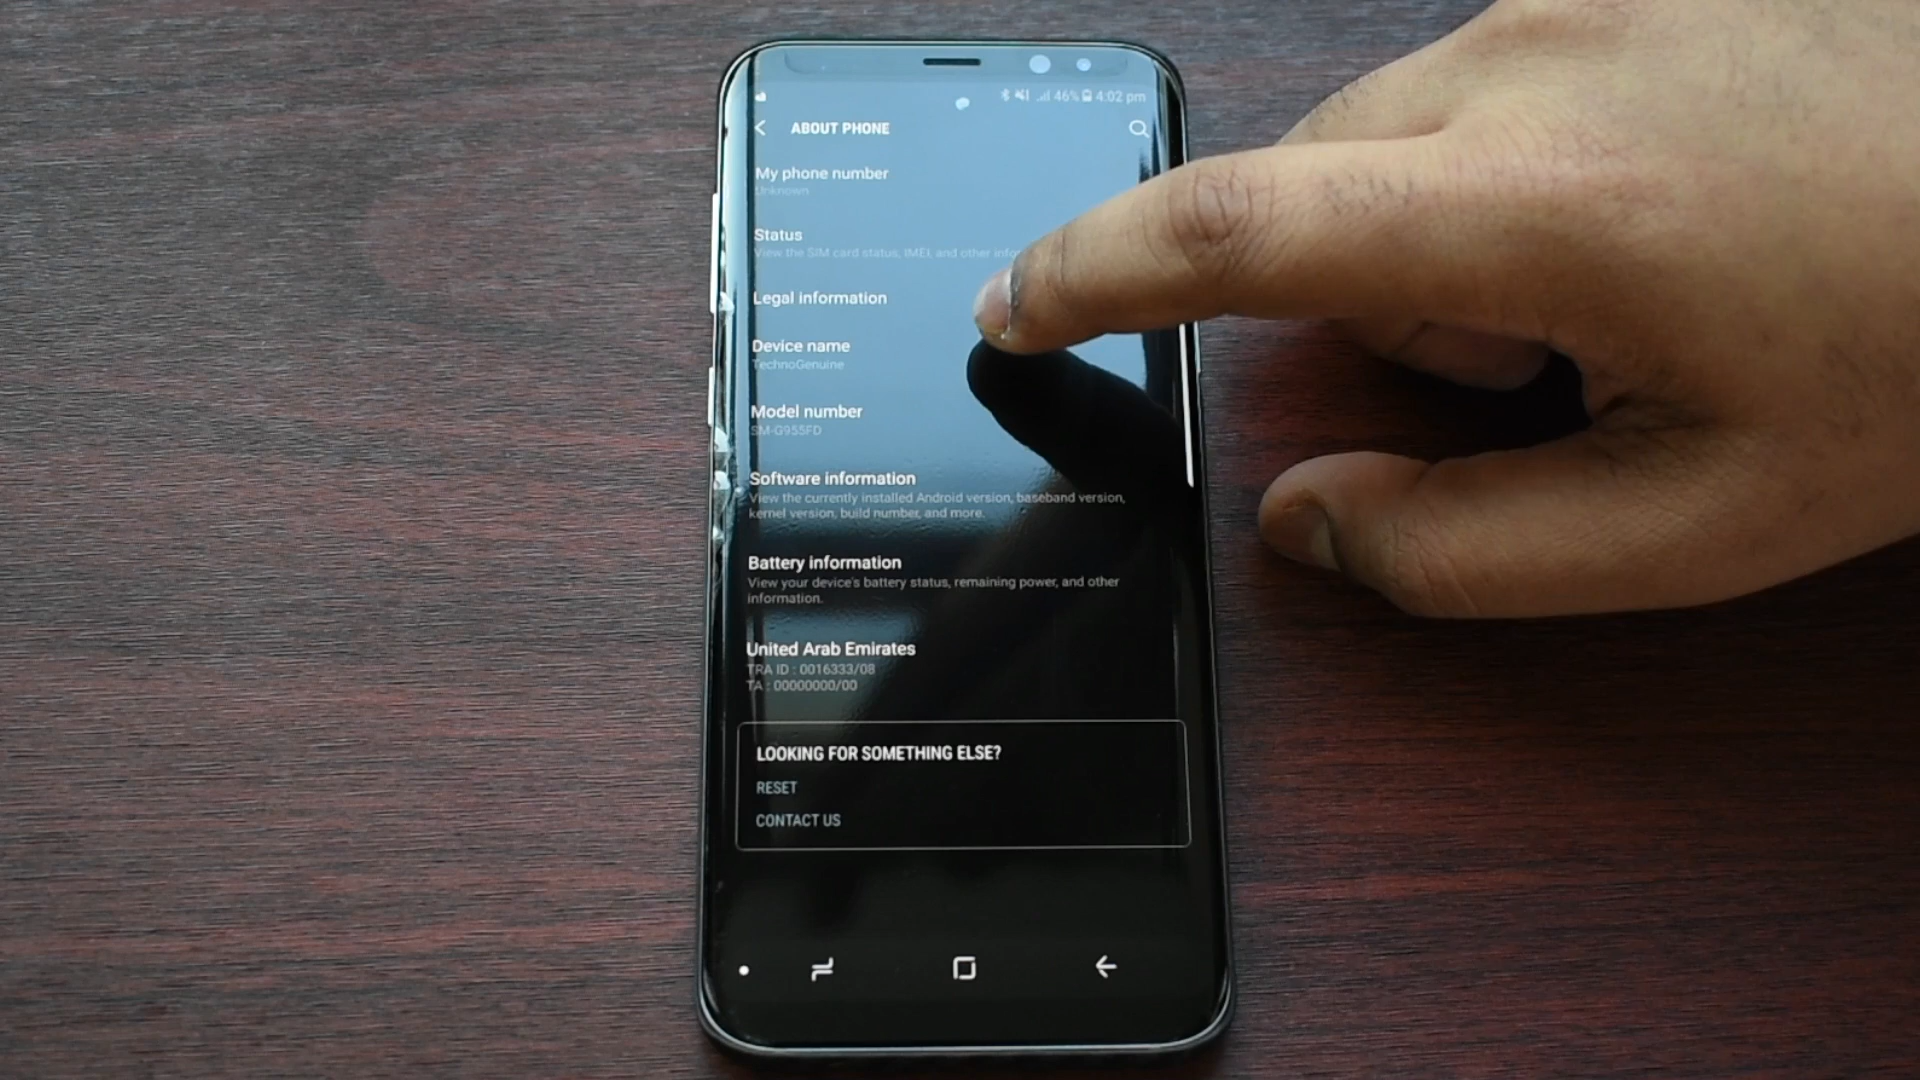 46% 4:02 pm
ABOUT PHONE
My phone number
Unknown
Status
View the SIM card status, IMEI, and other
Legal information
Device name
TechnoGenuine
Model number
SM-G955FD
Software information
View the currently installed Android version, baseband version,
kernel version, build number, and more.
Battery information
View your device's battery status, remaining power, and other
information.
United Arab Emirates
TRA ID : 0016333/08
TA : 00000000/00
LOOKING FOR SOMETHING ELSE?
RESET
CONTACT US